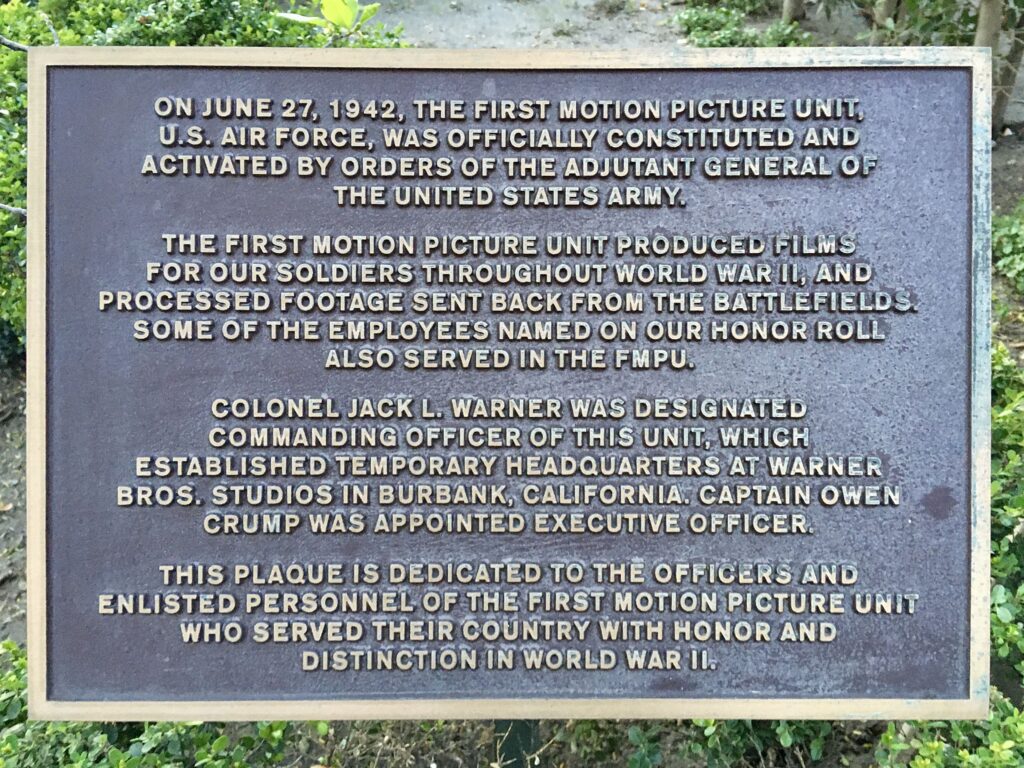 ON JUNE 27, 1942, THE FIRST MOTION PICTURE UNIT,
U.S. AIR FORCE, WAS OFFICIALLY CONSTITUTED AND
ACTIVATED BY ORDERS OF THE ADJUTANT GENERAL OF
THE UNITED STATES ARMY.
THE FIRST MOTION PICTURE UNIT PRODUCED FILMS
FOR OUR SOLDIERS THROUGHOUT WORLD WAR II, AND
PROCESSED FOOTAGE SENT BACK FROM THE BATTLEFIELDS.
SOME OF THE EMPLOYEES NAMED ON OUR HONOR ROLL
ALSO SERVED IN THE FMPU.
COLONEL JACK L. WARNER WAS DESIGNATED
COMMANDING OFFICER OF THIS UNIT, WHICH
ESTABLISHED TEMPORARY HEADQUARTERS AT WARNER
BROS. STUDIOS IN BURBANK, CALIFORNIA. CAPTAIN OWEN
CRUMP WAS APPOINTED EXECUTIVE OFFICER.
THIS PLAQUE IS DEDICATED TO THE OFFICERS AND
ENLISTED PERSONNEL OF THE FIRST MOTION PICTURE UNIT
WHO SERVED THEIR COUNTRY WITH HONOR AND
DISTINCTION IN WORLD WAR II.